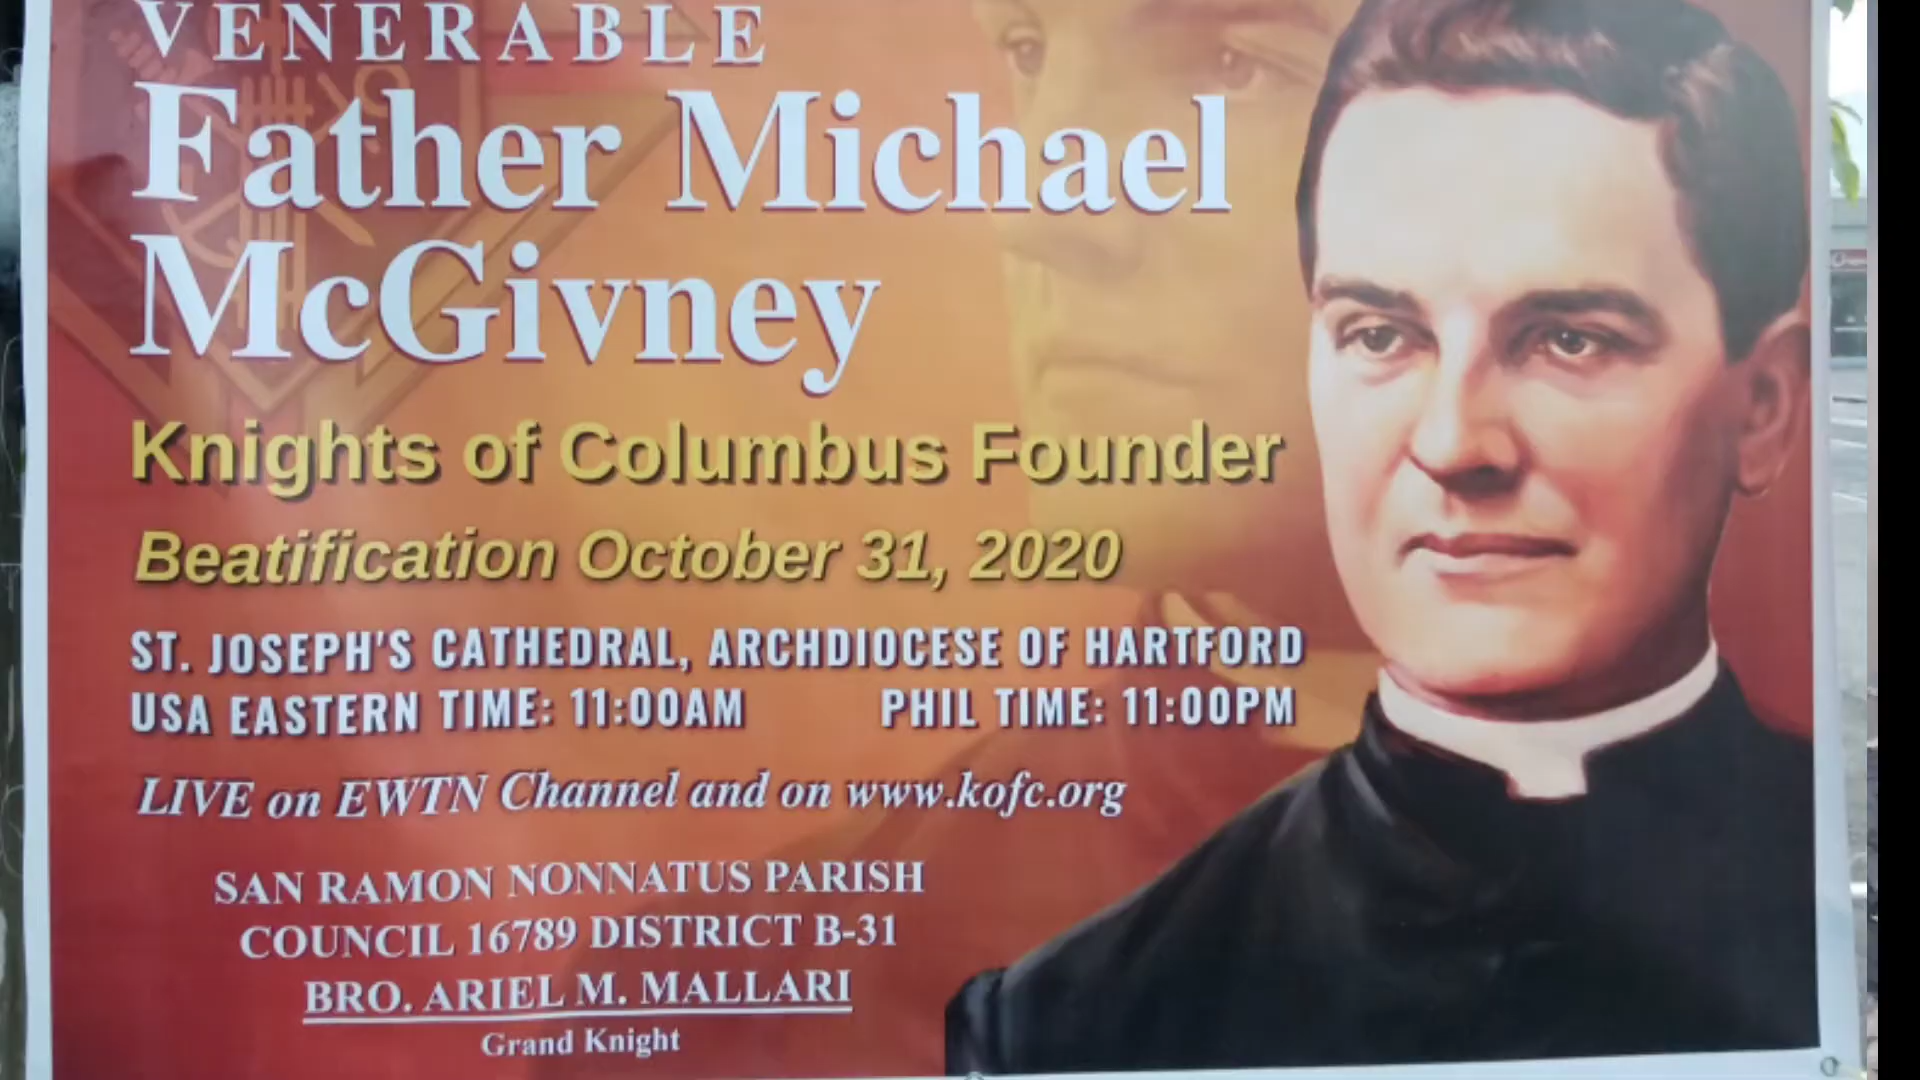 VENERABLE
Father Michael
McGivney
Knights of Columbus Founder
Beatification October 31, 2020
ST. JOSEPH'S CATHEDRAL, ARCHDIOCESE OF HARTFORD
USA EASTERN TIME: 11:00AM PHIL TIME: 11:00PM
LIVE on EWTN Channel and on www.kofc.org
SAN RAMON NONNATUS PARISH
COUNCIL 16789 DISTRICT B-31
BRO. ARIEL M. MALLARI
Grand Knight